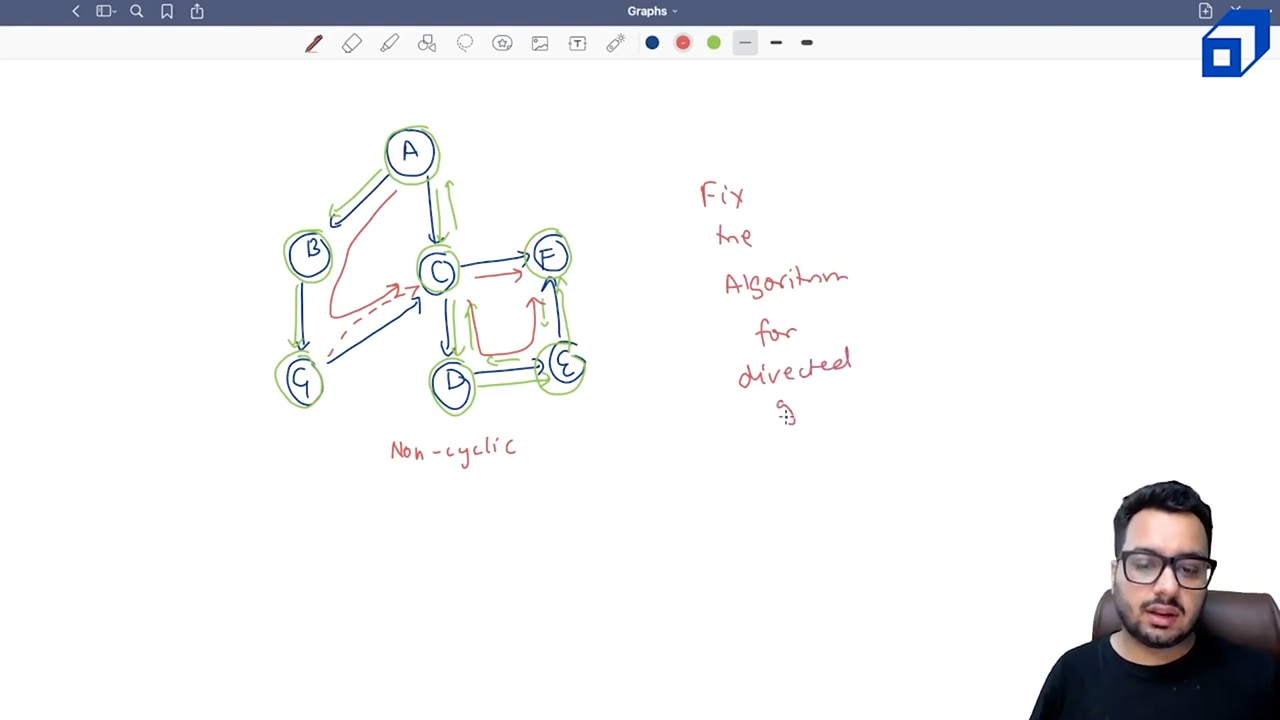 Graphs
A
B
C
F
G
D
E
Non-cyclic
Fix
the
Algorithm
for
directed
g